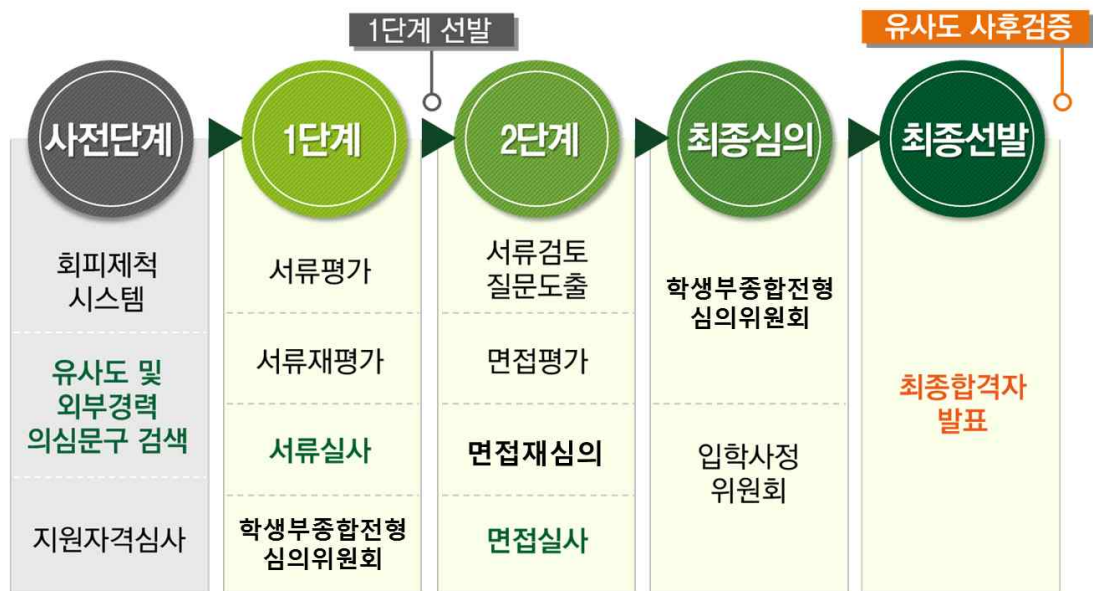 1단계 선발
유사도 사후검증
사전단계
1단계
2단계
최종심의
최종선발
회피제척
시스템
유사도 및
외부경력
의심문구 검색
지원자격심사
서류평가
서류재평가
서류실사
학생부종합전형
심의위원회
서류검토
질문도출
면접평가
면접재심의
면접실사
학생부종합전형
심의위원회
입학사정
위원회
최종합격자
발표